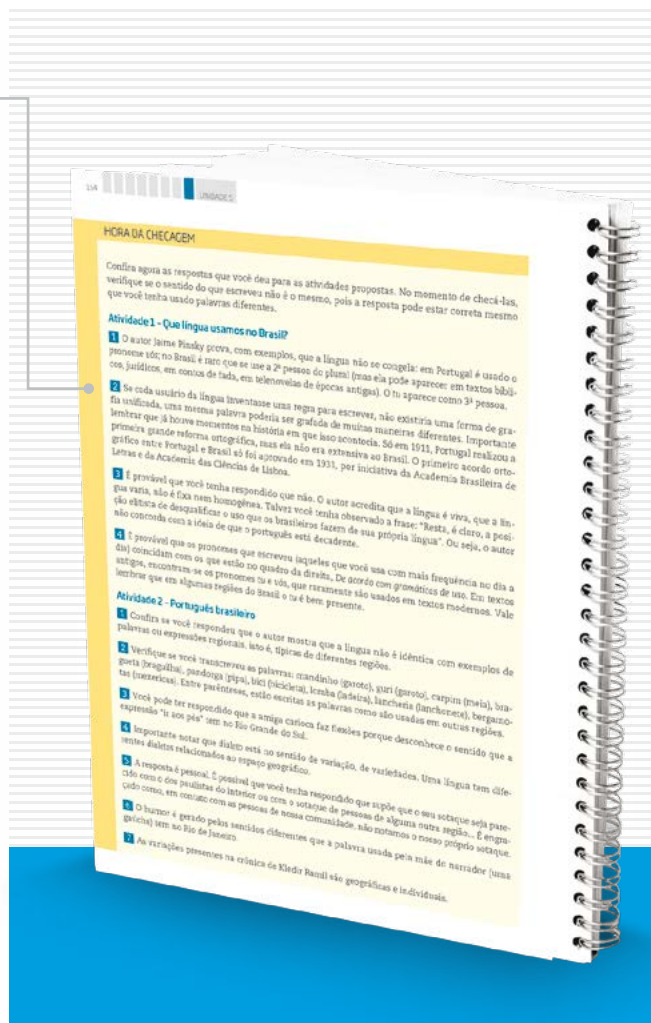 114
UNIDADE 5
HORA DA CHECAGEM
Confira agora as respostas que você deu para as atividades propostas. No momento de checá-las,
verifique se o sentido do que escreveu não é o mesmo, pois a resposta pode estar correta mesmo
que você tenha usado palavras diferentes.
Atividade 1 – Que língua usamos no Brasil?
1 O autor Jaime Pinsky prova, com exemplos, que a língua não se congela: em Portugal é usado o
pronome vós; no Brasil é raro que se use a 2ª pessoa do plural (mas ela pode aparecer em textos bíbli-
cos, jurídicos, em contos de fada, em telenovelas de épocas antigas). O tu aparece como 3ª pessoa.
2 Se cada usuário da língua inventasse uma regra para escrever, não existiria uma forma de gra-
fia unificada, uma mesma palavra poderia ser grafada de muitas maneiras diferentes. Importante
lembrar que já houve momentos na história em que isso acontecia. Só em 1911, Portugal realizou a
primeira grande reforma ortográfica, mas ela não era extensiva ao Brasil. O primeiro acordo orto-
gráfico entre Portugal e Brasil só foi aprovado em 1931, por iniciativa da Academia Brasileira de
Letras e da Academia das Ciências de Lisboa.
3 É provável que você tenha respondido que não. O autor acredita que a língua é viva, que a lín-
gua varia, não é fixa nem homogênea. Talvez você tenha observado a frase: "Resta, é claro, a posi-
ção elitista de desqualificar o uso que os brasileiros fazem de sua própria língua". Ou seja, o autor
não concorda com a ideia de que o português está decadente.
4 É provável que os pronomes que escreveu (aqueles que você usa com mais frequência no dia a
dia) coincidam com os que estão no quadro da direita, De acordo com gramáticas de uso. Em textos
antigos, encontram-se os pronomes tu e vós, que raramente são usados em textos modernos. Vale
lembrar que em algumas regiões do Brasil o tu é bem presente.
Atividade 2 – Português brasileiro
1 Confira se você respondeu que o autor mostra que a língua não é idêntica com exemplos de
palavras ou expressões regionais, isto é, típicas de diferentes regiões.
2 Verifique se você transcreveu as palavras: mandinho (garoto), guri (garoto), carpim (meia), bra-
gueta (braguilha), pandorga (pipa), bici (bicicleta), lomba (ladeira), lancheria (lanchonete), bergamo-
tas (mexericas). Entre parênteses, estão escritas as palavras como são usadas em outras regiões.
3 Você pode ter respondido que a amiga carioca faz flexões porque desconhece o sentido que a
expressão "ir aos pés" tem no Rio Grande do Sul.
4 Importante notar que dialeto está no sentido de variação, de variedades. Uma língua tem dife-
rentes dialetos relacionados ao espaço geográfico.
5 A resposta é pessoal. É possível que você tenha respondido que supõe que o seu sotaque seja pare-
cido com o dos paulistas do interior ou com o sotaque de pessoas de alguma outra região... É engra-
çado como, em contato com as pessoas de nossa comunidade, não notamos o nosso próprio sotaque.
6 O humor é gerado pelos sentidos diferentes que a palavra usada pela mãe do narrador (uma
gaúcha) tem no Rio de Janeiro.
7 As variações presentes na crônica de Kledir Ramil são geográficas e individuais.